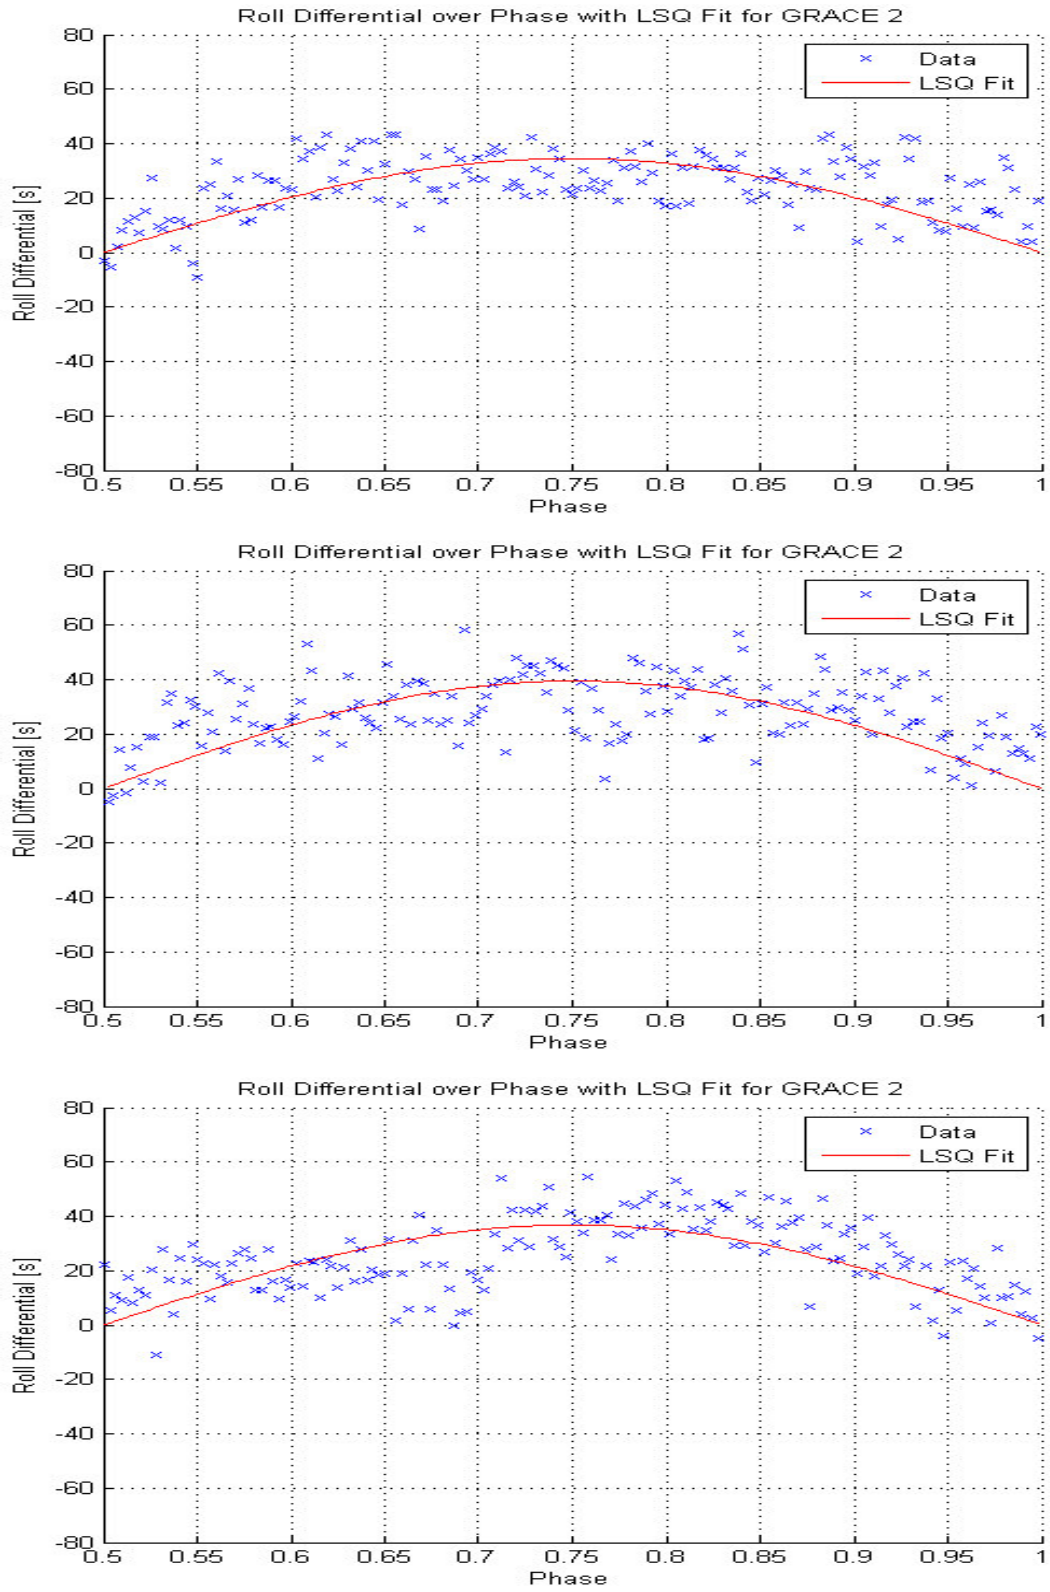 Roll Differential over Phase with LSQ Fit for GRACE 2
80
60
40
20
0
-20
-40
-60
-80
Roll Differential [s]
Data
LSQ Fit
0.5 0.55 0.6 0.65 0.7 0.75 0.8 0.85 0.9 0.95 1
Phase
Roll Differential over Phase with LSQ Fit for GRACE 2
80
60
40
20
0
-20
-40
-60
-80
Roll Differential [s]
Data
LSQ Fit
0.5 0.55 0.6 0.65 0.7 0.75 0.8 0.85 0.9 0.95 1
Phase
Roll Differential over Phase with LSQ Fit for GRACE 2
80
60
40
20
0
-20
-40
-60
-80
Roll Differential [s]
Data
LSQ Fit
0.5 0.55 0.6 0.65 0.7 0.75 0.8 0.85 0.9 0.95 1
Phase